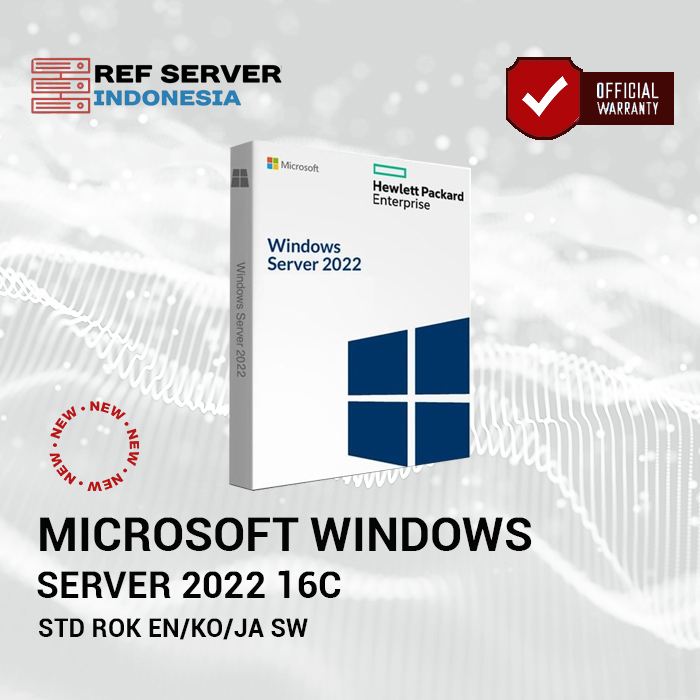 REF SERVER
INDONESIA
OFFICIAL
WARRANTY
Microsoft
Hewlett Packard
Enterprise
Windows
Server 2022
Windows Server 2022
NEW • NEW • NEW • NEW • NEW •
MICROSOFT WINDOWS
SERVER 2022 16C
STD ROK EN/KO/JA SW